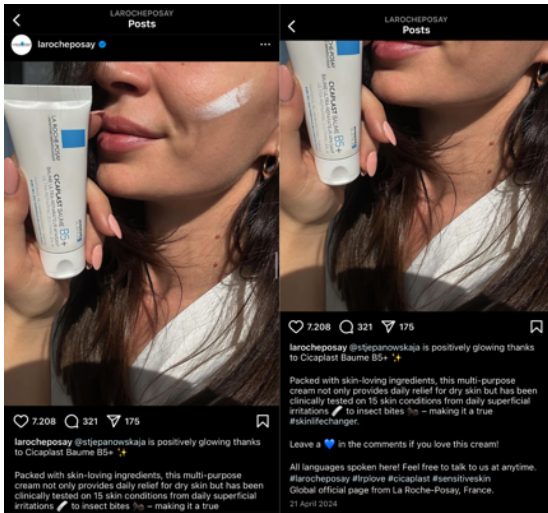 LAROCHEPOSAY
Posts
larocheposay
LA ROCHE-POSAY
CICAPLAST BAUME B5+
7.208 321 175
larocheposay @stjepanowskaja is positively glowing thanks
to Cicaplast Baume B5+ ✨
Packed with skin-loving ingredients, this multi-purpose
cream not only provides daily relief for dry skin but has been
clinically tested on 15 skin conditions from daily superficial
irritations 🩹 to insect bites 🐜 – making it a true
LAROCHEPOSAY
Posts
CICAPLAST BAUME B5+
7.208 321 175
larocheposay @stjepanowskaja is positively glowing thanks
to Cicaplast Baume B5+ ✨
Packed with skin-loving ingredients, this multi-purpose
cream not only provides daily relief for dry skin but has been
clinically tested on 15 skin conditions from daily superficial
irritations 🩹 to insect bites 🐜 – making it a true
#skinlifechanger.
Leave a 💙 in the comments if you love this cream!
All languages spoken here! Feel free to talk to us at anytime.
#larocheposay #lrplove #cicaplast #sensitiveskin
Global official page from La Roche-Posay, France.
21 April 2024